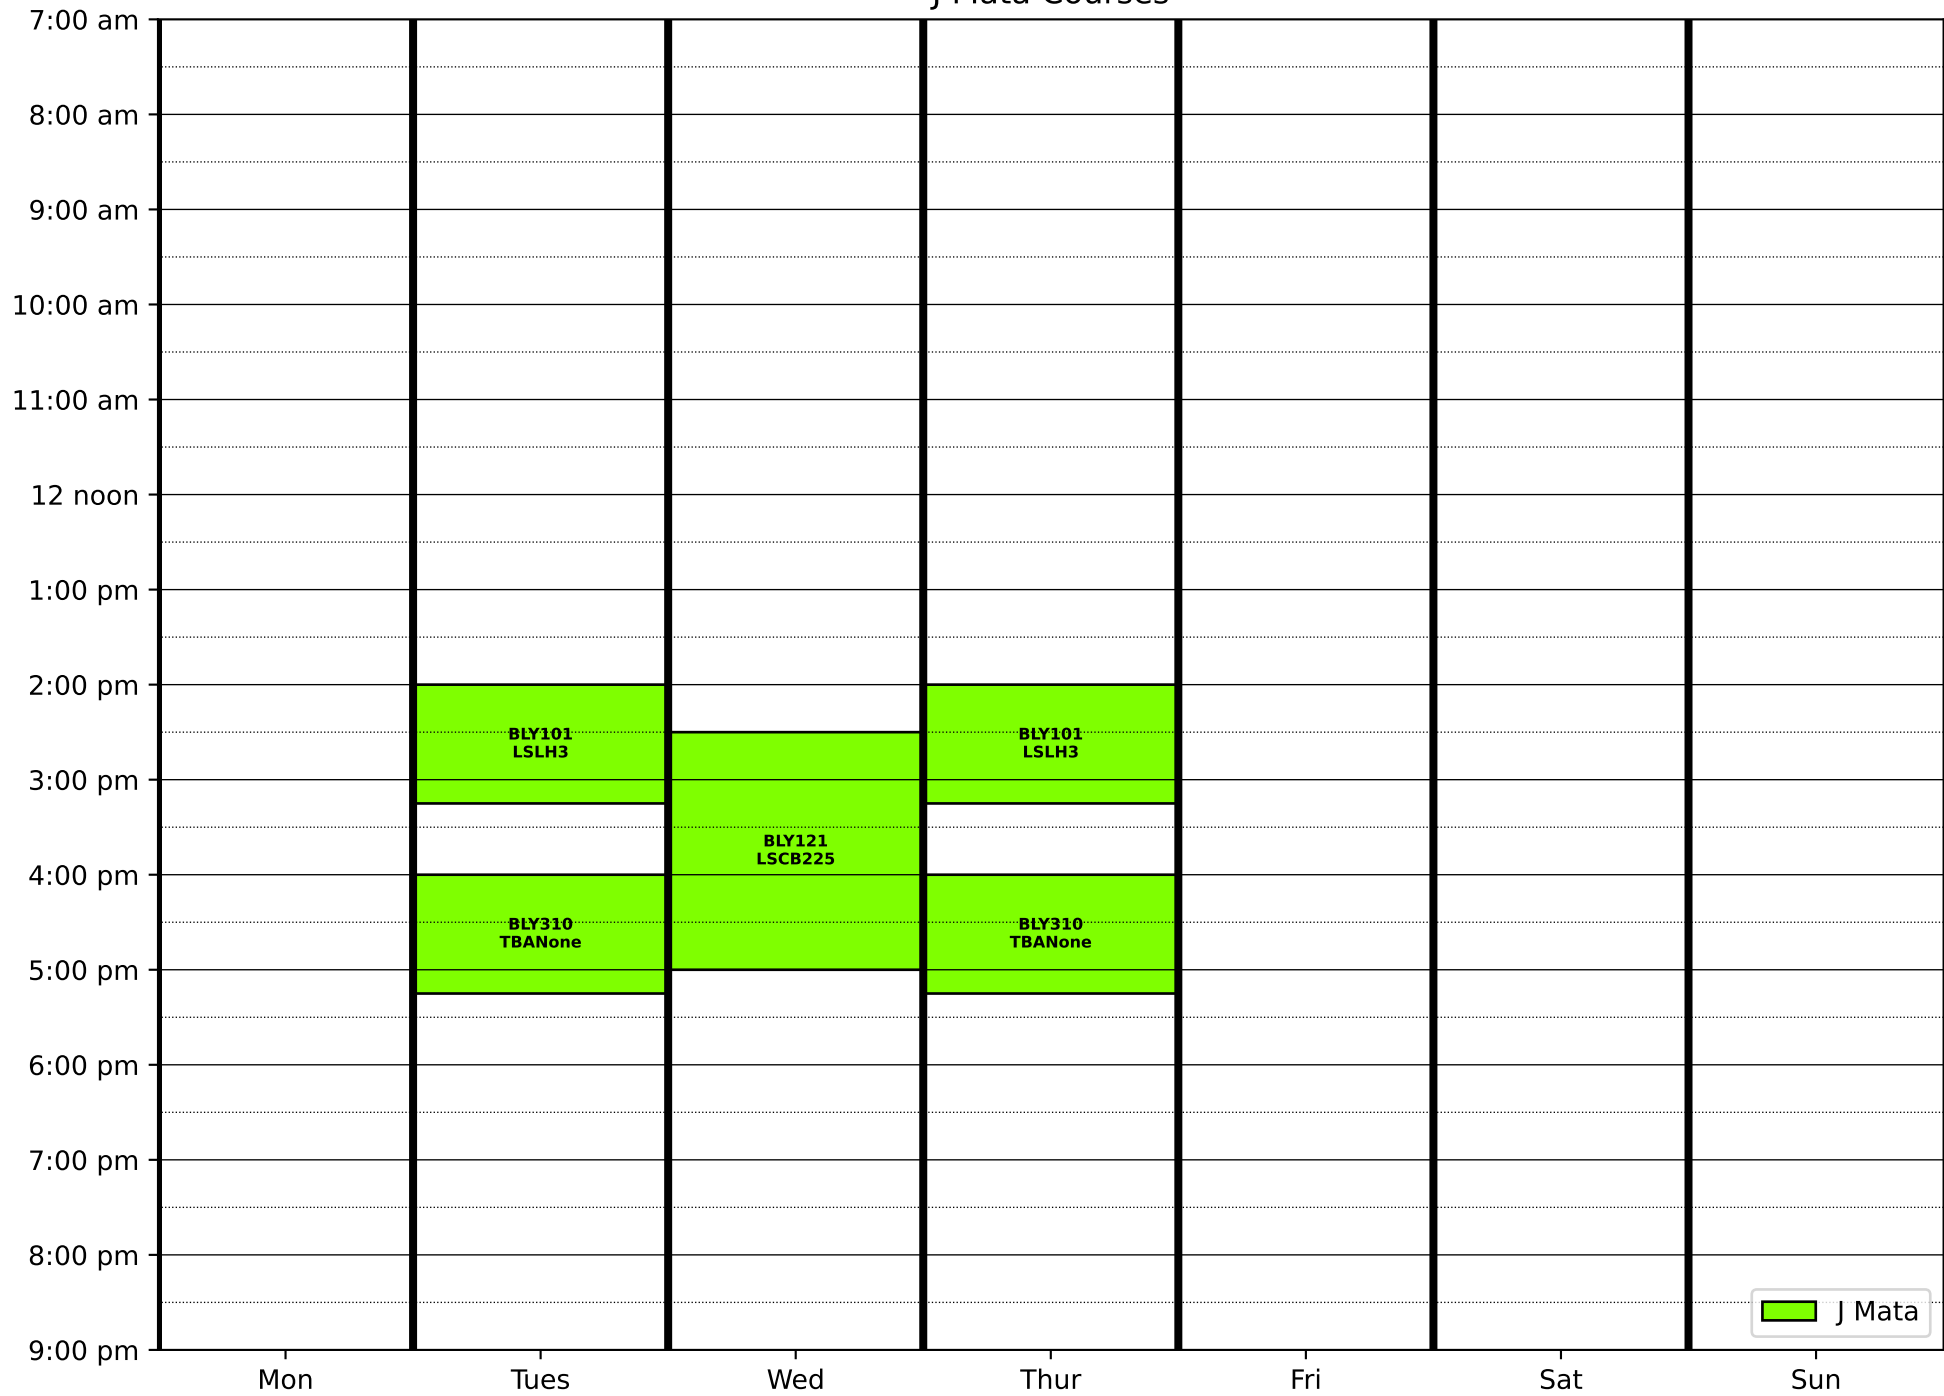 J Mata Courses
7:00 am
8:00 am
9:00 am
10:00 am
11:00 am
12 noon
1:00 pm
2:00 pm
BLY101
LSLH3
BLY101
LSLH3
3:00 pm
BLY121
LSCB225
4:00 pm
BLY310
TBANone
BLY310
TBANone
5:00 pm
6:00 pm
7:00 pm
8:00 pm
J Mata
9:00 pm
Mon Tues Wed Thur Fri Sat Sun